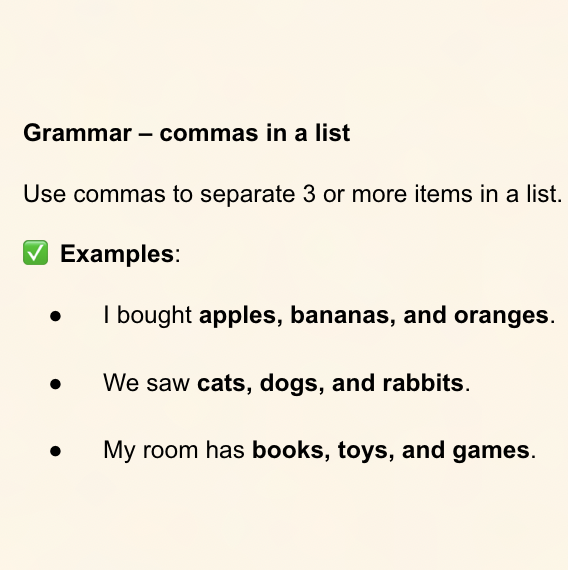 Grammar – commas in a list
Use commas to separate 3 or more items in a list.
✅ Examples:
● I bought apples, bananas, and oranges.
● We saw cats, dogs, and rabbits.
● My room has books, toys, and games.